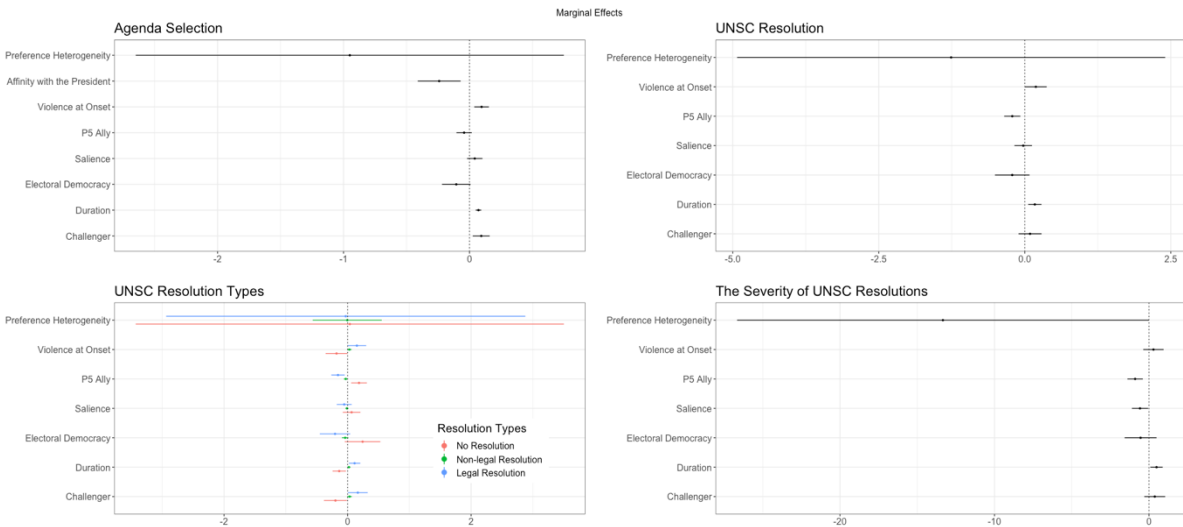 Marginal Effects
Agenda Selection
Preference Heterogeneity
Affinity with the President
Violence at Onset
P5 Ally
Salience
Electoral Democracy
Duration
Challenger
-2 -1 0
UNSC Resolution
Preference Heterogeneity
Violence at Onset
P5 Ally
Salience
Electoral Democracy
Duration
Challenger
-5.0 -2.5 0.0 2.5
UNSC Resolution Types
Preference Heterogeneity
Violence at Onset
P5 Ally
Salience
Electoral Democracy
Duration
Challenger
Resolution Types
No Resolution
Non-legal Resolution
Legal Resolution
-2 0 2
The Severity of UNSC Resolutions
Preference Heterogeneity
Violence at Onset
P5 Ally
Salience
Electoral Democracy
Duration
Challenger
-20 -10 0